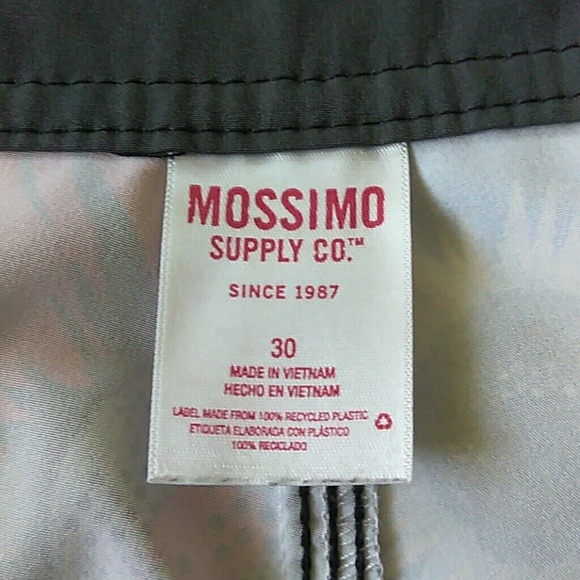 MOSSIMO
SUPPLY CO.™
SINCE 1987
30
MADE IN VIETNAM
HECHO EN VIETNAM
LABEL MADE FROM 100% RECYCLED PLASTIC
ETIQUETA ELABORADA CON PLÁSTICO
100% RECICLADO